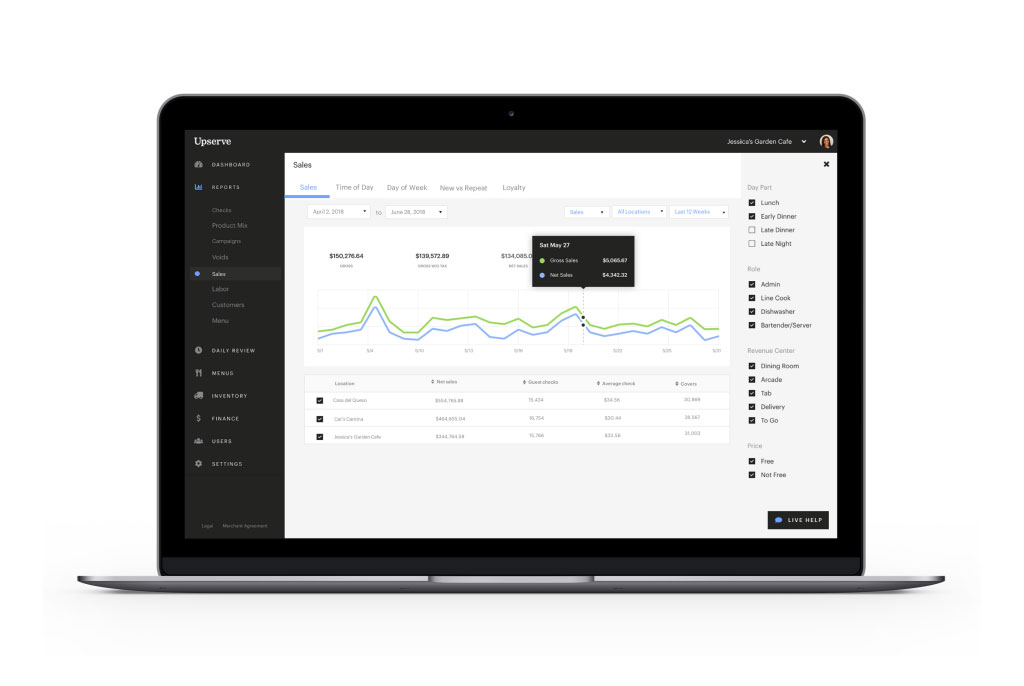 Upserve
Jessica's Garden Cafe
DASHBOARD
REPORTS
Checks
Product Mix
Campaigns
Voids
Sales
Labor
Customers
Menu
DAILY REVIEW
MENUS
INVENTORY
FINANCE
USERS
SETTINGS
Legal Merchant Agreement
Sales
Sales Time of Day Day of Week New vs Repeat Loyalty
April 2, 2018 to June 28, 2018 Sales All Locations Last 12 Weeks
$150,276.64 $139,572.89 $134,085.0
GROSS GROSS W/O TAX NET SALES
Sat May 27
Gross Sales $5,065.67
Net Sales $4,342.32
5/1 5/4 5/10 5/13 5/16 5/19 5/22 5/25 5/31
Location Net sales Guest checks Average check Covers
Casa del Queso $554,765.88 15,434 $34.56 30,869
Car's Cantina $464,655.04 16,754 $30.44 28,567
Jessica's Garden Cafe $344,764.58 15,766 $33.56 31,003
Day Part
Lunch
Early Dinner
Late Dinner
Late Night
Role
Admin
Line Cook
Dishwasher
Bartender/Server
Revenue Center
Dining Room
Arcade
Tab
Delivery
To Go
Price
Free
Not Free
LIVE HELP